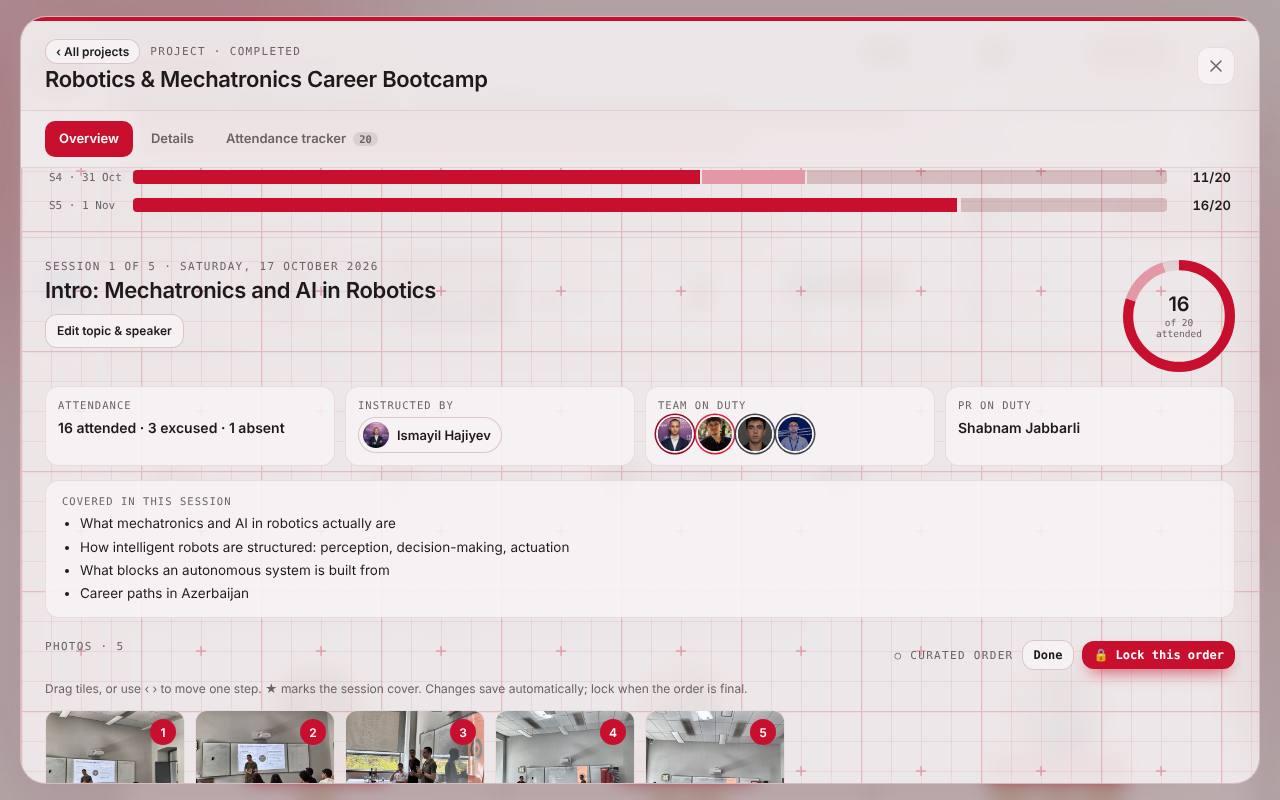 ‹ All projects PROJECT · COMPLETED
Robotics & Mechatronics Career Bootcamp
Overview Details Attendance tracker 20
S4 · 31 Oct 11/20
S5 · 1 Nov 16/20
SESSION 1 OF 5 · SATURDAY, 17 OCTOBER 2026
Intro: Mechatronics and AI in Robotics
Edit topic & speaker
16
of 20
attended
ATTENDANCE
16 attended · 3 excused · 1 absent
INSTRUCTED BY
Ismayil Hajiyev
TEAM ON DUTY
PR ON DUTY
Shabnam Jabbarli
COVERED IN THIS SESSION
• What mechatronics and AI in robotics actually are
• How intelligent robots are structured: perception, decision-making, actuation
• What blocks an autonomous system is built from
• Career paths in Azerbaijan
PHOTOS · 5
○ CURATED ORDER Done 🔒 Lock this order
Drag tiles, or use ‹ › to move one step. ★ marks the session cover. Changes save automatically; lock when the order is final.
1 2 3 4 5